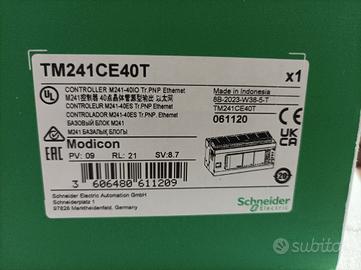 TM241CE40T
x1
CONTROLLER M241-40IO Tr.PNP Ethernet
M241控制器 40点晶体管源型输出 以太网
CONTROLEUR M241-40ES Tr.PNP Ethernet
CONTROLADOR M241-40ES Tr.PNP Ethernet
БАЗОВЫЙ БЛОК M241
M241 БАЗАЛЫҚ БЛОГЫ
Made in Indonesia
8B-2023-W38-5-T
TM241CE40T
061120
UK
CA
EAC
Modicon
PV: 09 RL: 21 SV:8.7
3 606480 611209
Schneider Electric Automation GmbH
Schneiderplatz 1
97828 Marktheidenfeld, Germany
20
Schneider
Electric
subito